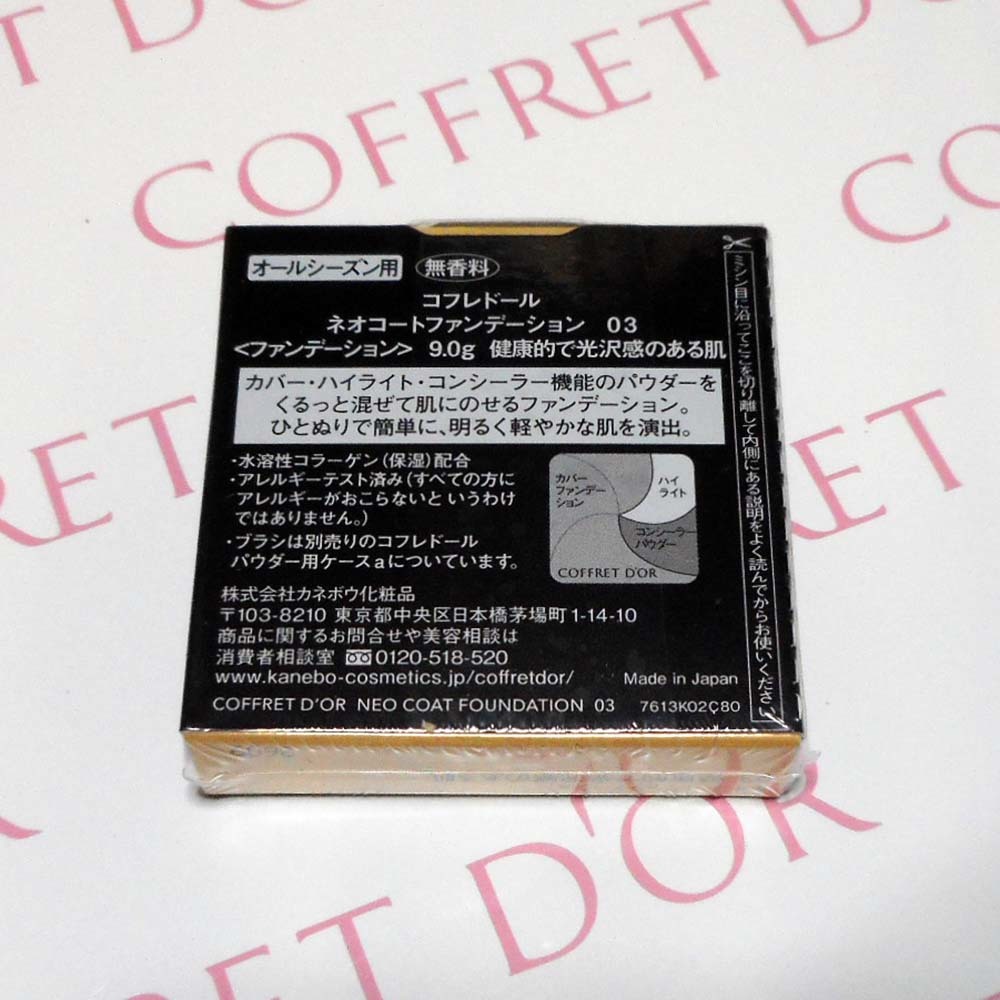 COFFRET D'OR
COFFRET D'OR
オールシーズン用 無香料
コフレドール
ネオコートファンデーション 03
<ファンデーション> 9.0g 健康的で光沢感のある肌
カバー・ハイライト・コンシーラー機能のパウダーを
くるっと混ぜて肌にのせるファンデーション。
ひとぬりで簡単に、明るく軽やかな肌を演出。
・水溶性コラーゲン(保湿)配合
・アレルギーテスト済み(すべての方に
アレルギーがおこらないと いうわけ
ではありません。)
・ブラシは別売りのコフレドール
パウダー用ケースaについています。
カバー
ファンデー
ション
ハイ
ライト
コンシーラー
パウダー
COFFRET D'OR
株式会社カネボウ化粧品
〒103-8210 東京都中央区日本橋茅場町1-14-10
商品に関するお問合せや美容相談は
消費者相談室 0120-518-520
www.kanebo-cosmetics.jp/coffretdor/ Made in Japan
COFFRET D'OR NEO COAT FOUNDATION 03 7613K02C80
ミシン目に沿ってここを切り離して内側にある説明をよく読んでからお使いください
COFFRET D'OR